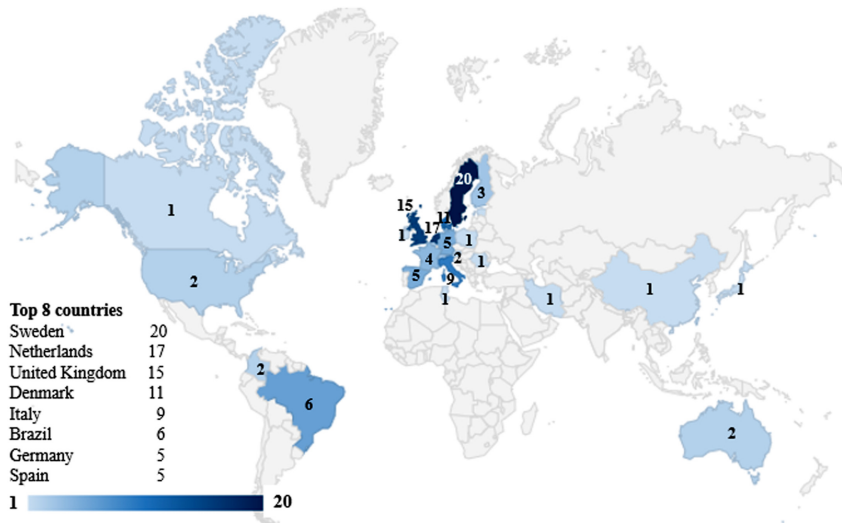 20
3
15
11
1
17
1
5
1
4
2
1
2
5
9
1
1
1
1
1
2
6
2
Top 8 countries
Sweden 20
Netherlands 17
United Kingdom 15
Denmark 11
Italy 9
Brazil 6
Germany 5
Spain 5
1 20